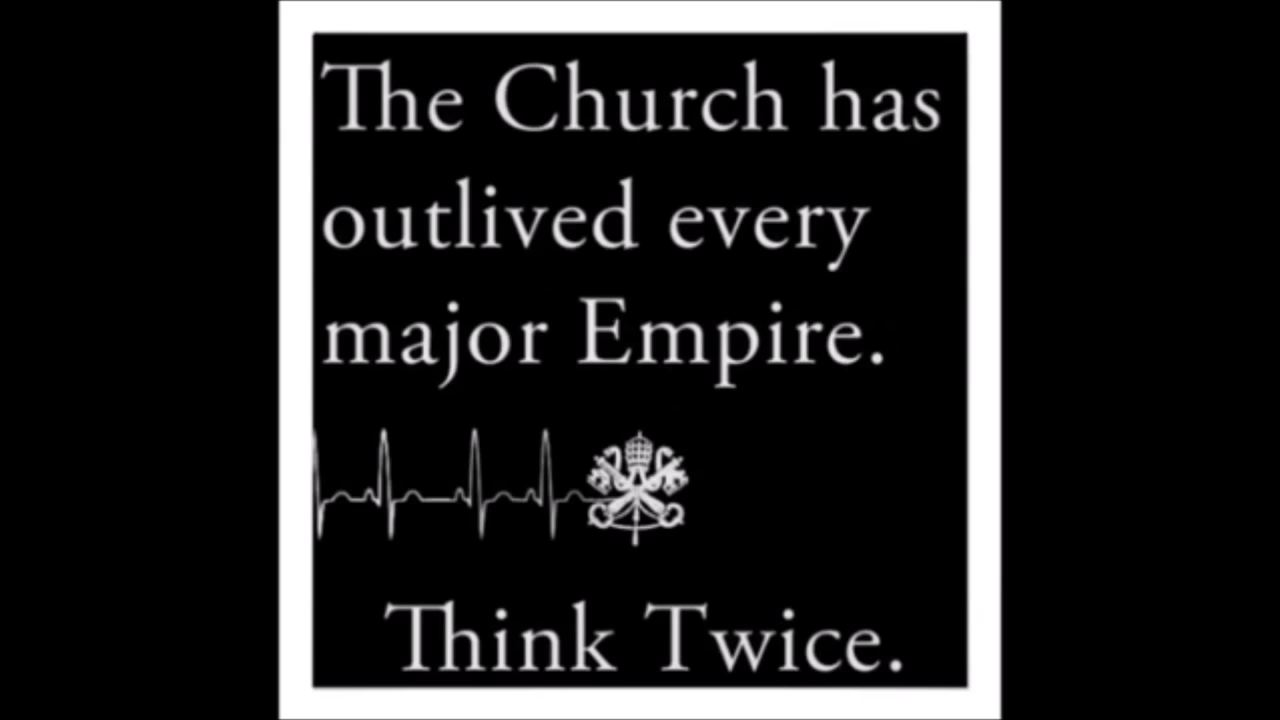 The Church has
outlived every
major Empire.
Think Twice.